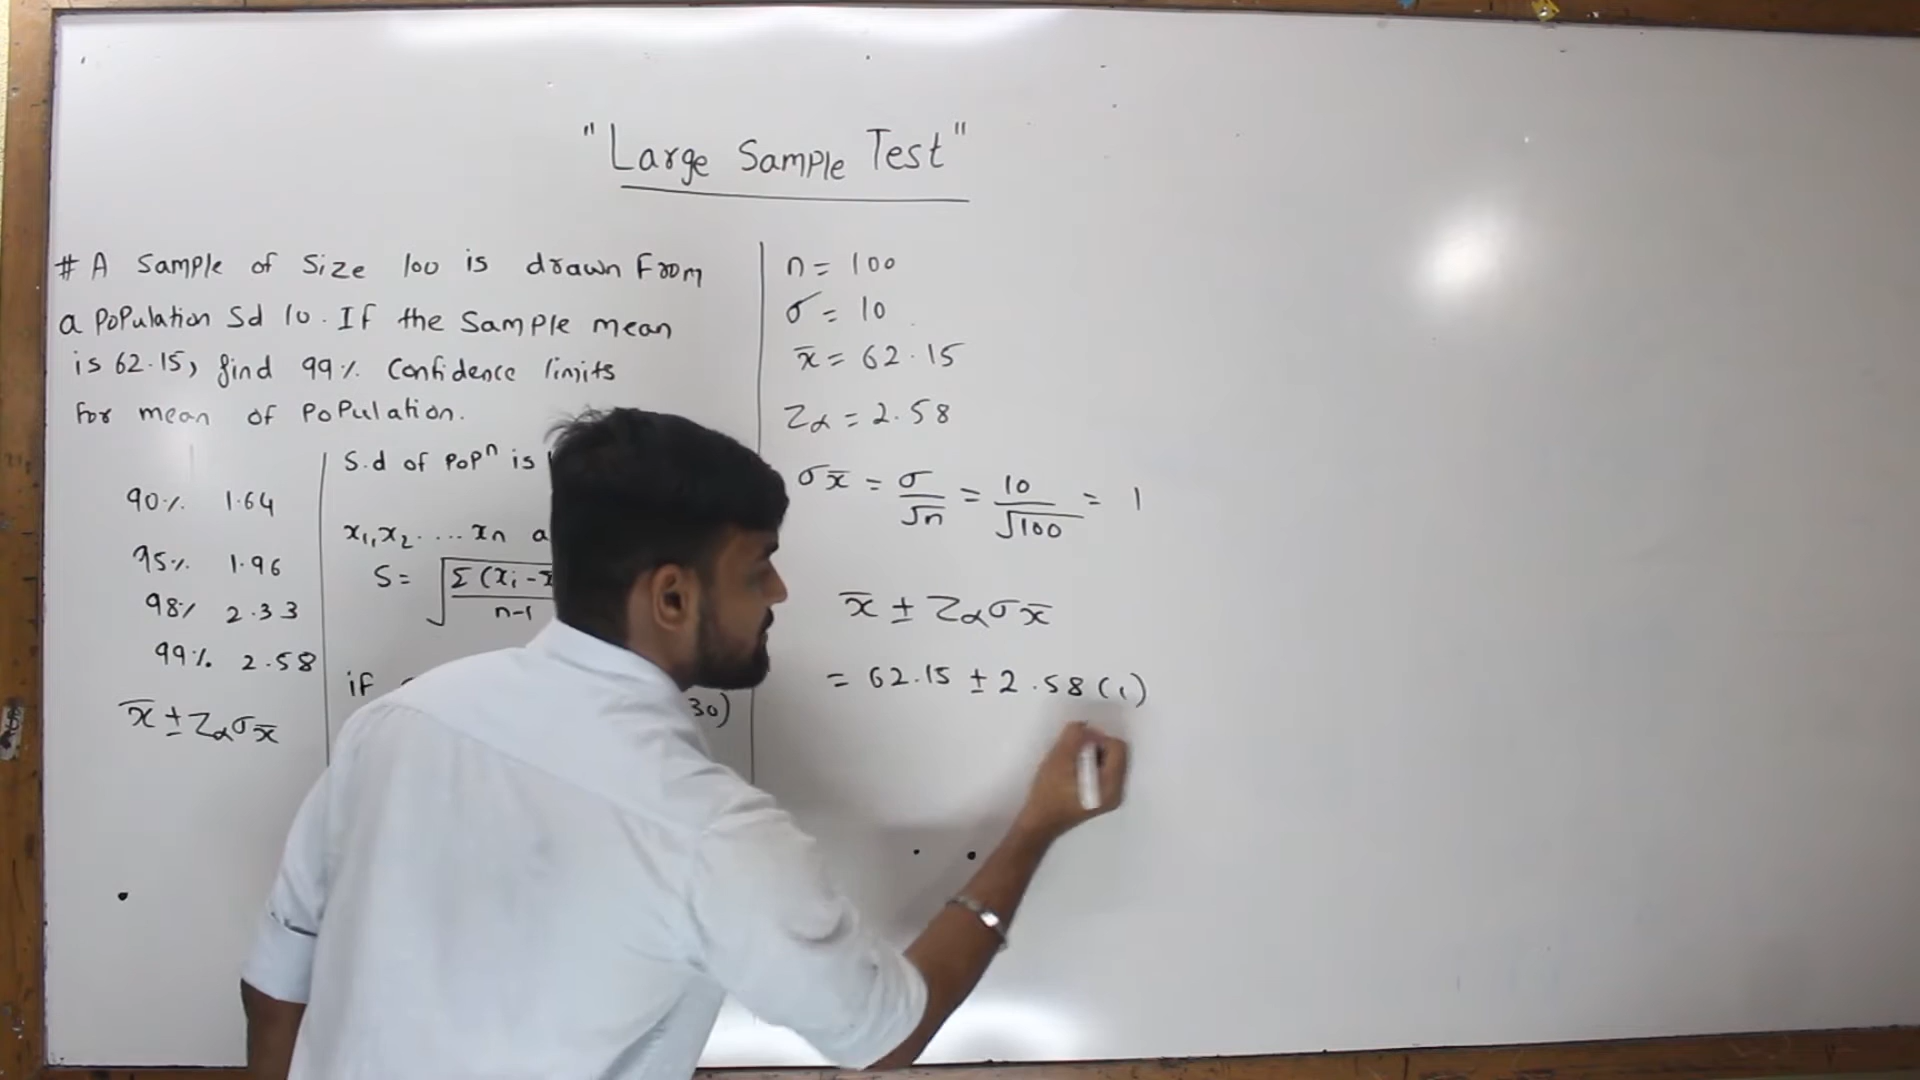 "Large Sample Test"
# A Sample of Size 100 is drawn From
a Population Sd 10. If the Sample mean
is 62.15, find 99% Confidence limits
For mean of Population.
90% 1.64
95% 1.96
98% 2.33
99% 2.58
x̄ ± Zα σx̄
S.d of Popⁿ is
x₁, x₂ .... xn
S = √Σ(xi -
n-1
if
30)
n = 100
σ = 10
x̄ = 62.15
Zα = 2.58
σx̄ = σ/√n = 10/√100 = 1
x̄ ± Zα σx̄
= 62.15 ± 2.58 (1)